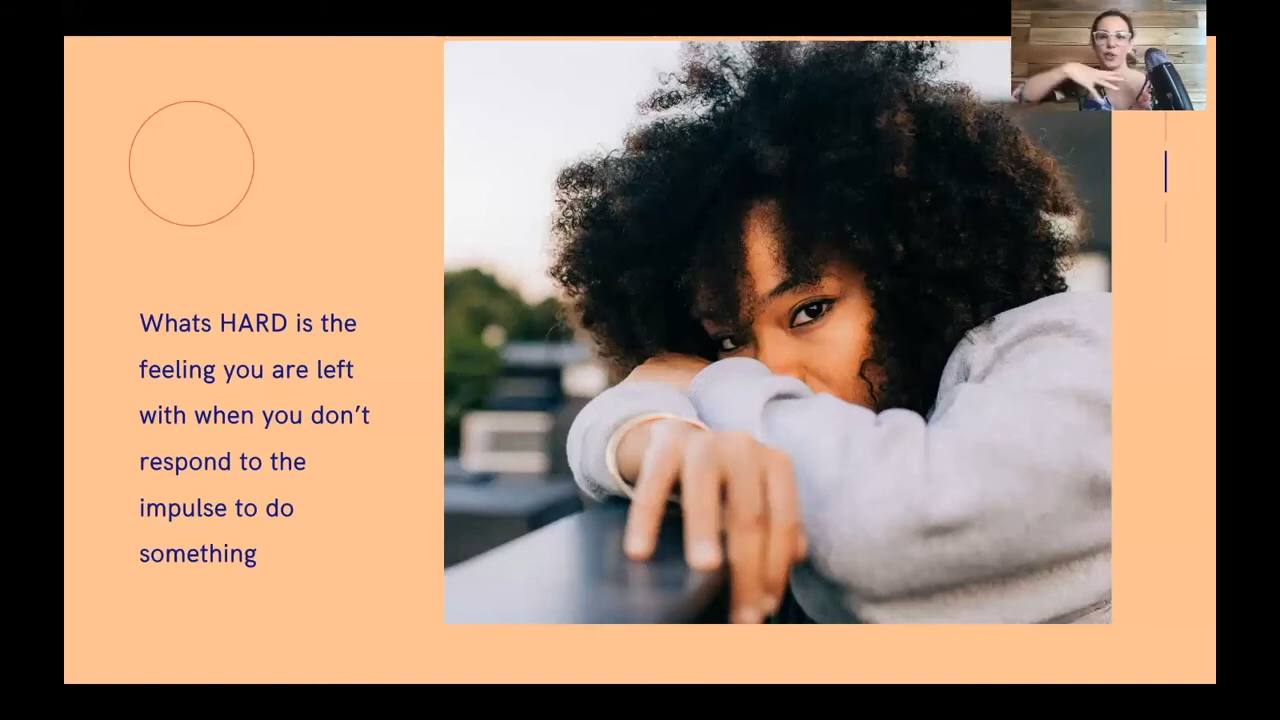 Whats HARD is the
feeling you are left
with when you don’t
respond to the
impulse to do
something